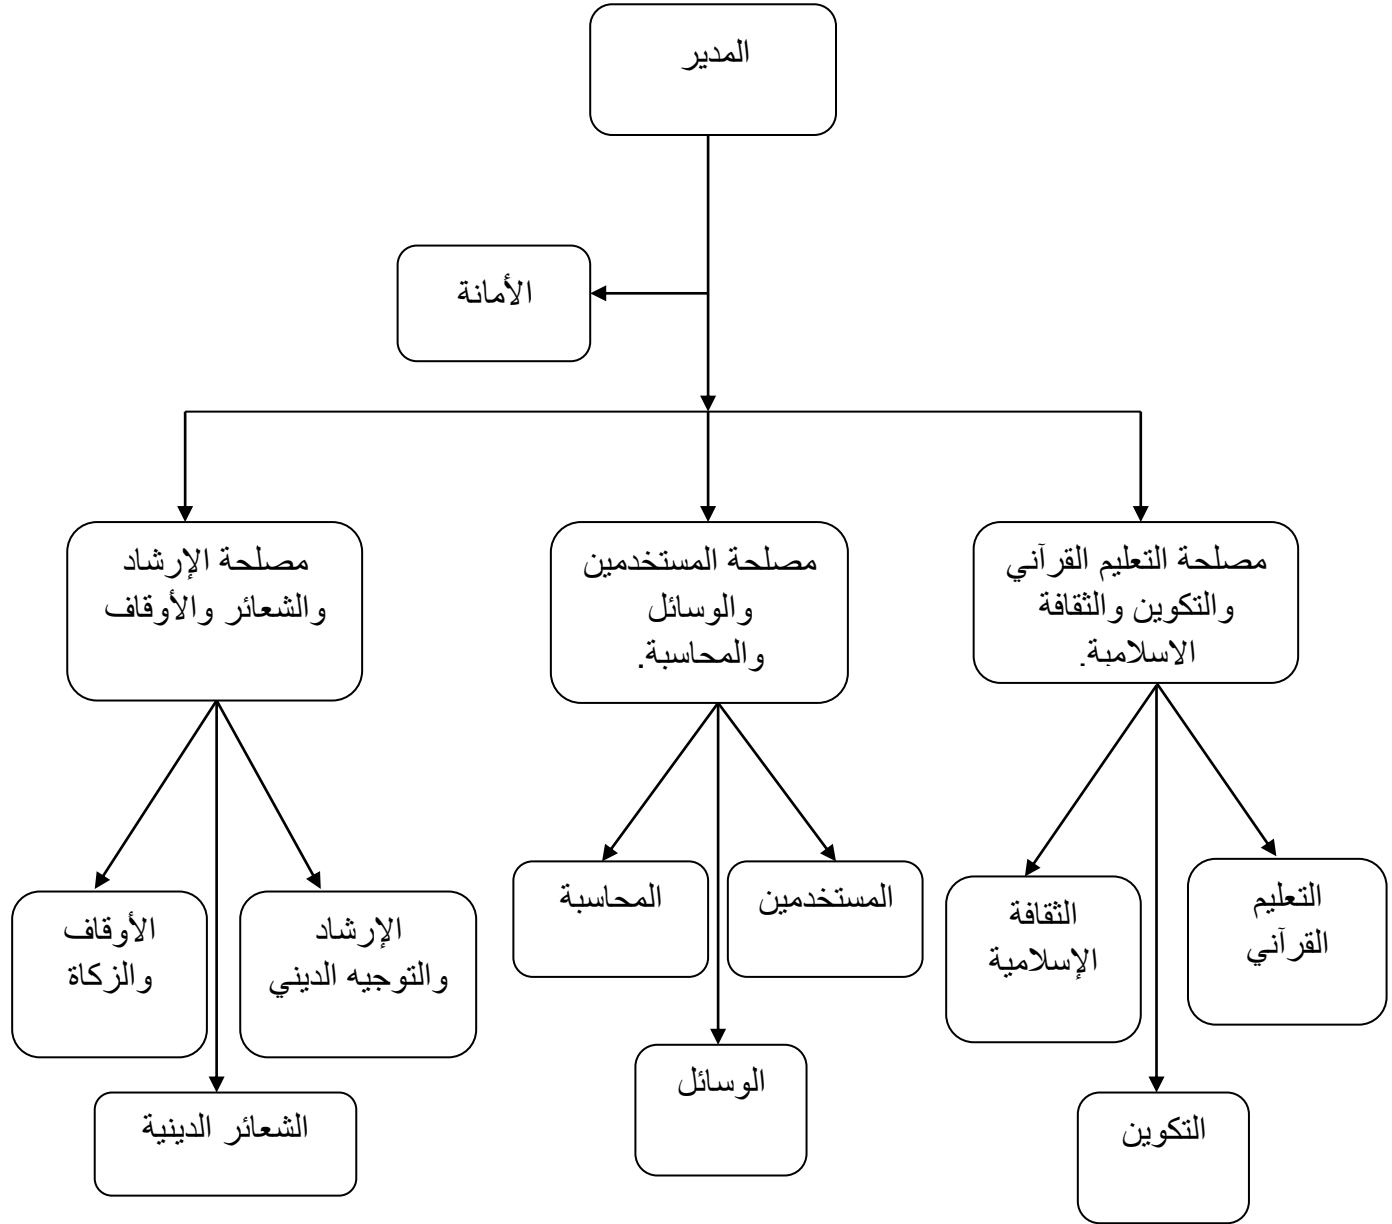 المدير
الأمانة
مصلحة التعليم القرآني
والتكوين والثقافة
الاسلامية.
مصلحة المستخدمين
والوسائل
والمحاسبة.
مصلحة الإرشاد
والشعائر والأوقاف
التعليم
القرآني
الثقافة
الإسلامية
التكوين
المستخدمين
المحاسبة
الوسائل
الإرشاد
والتوجيه الديني
الأوقاف
والزكاة
الشعائر الدينية